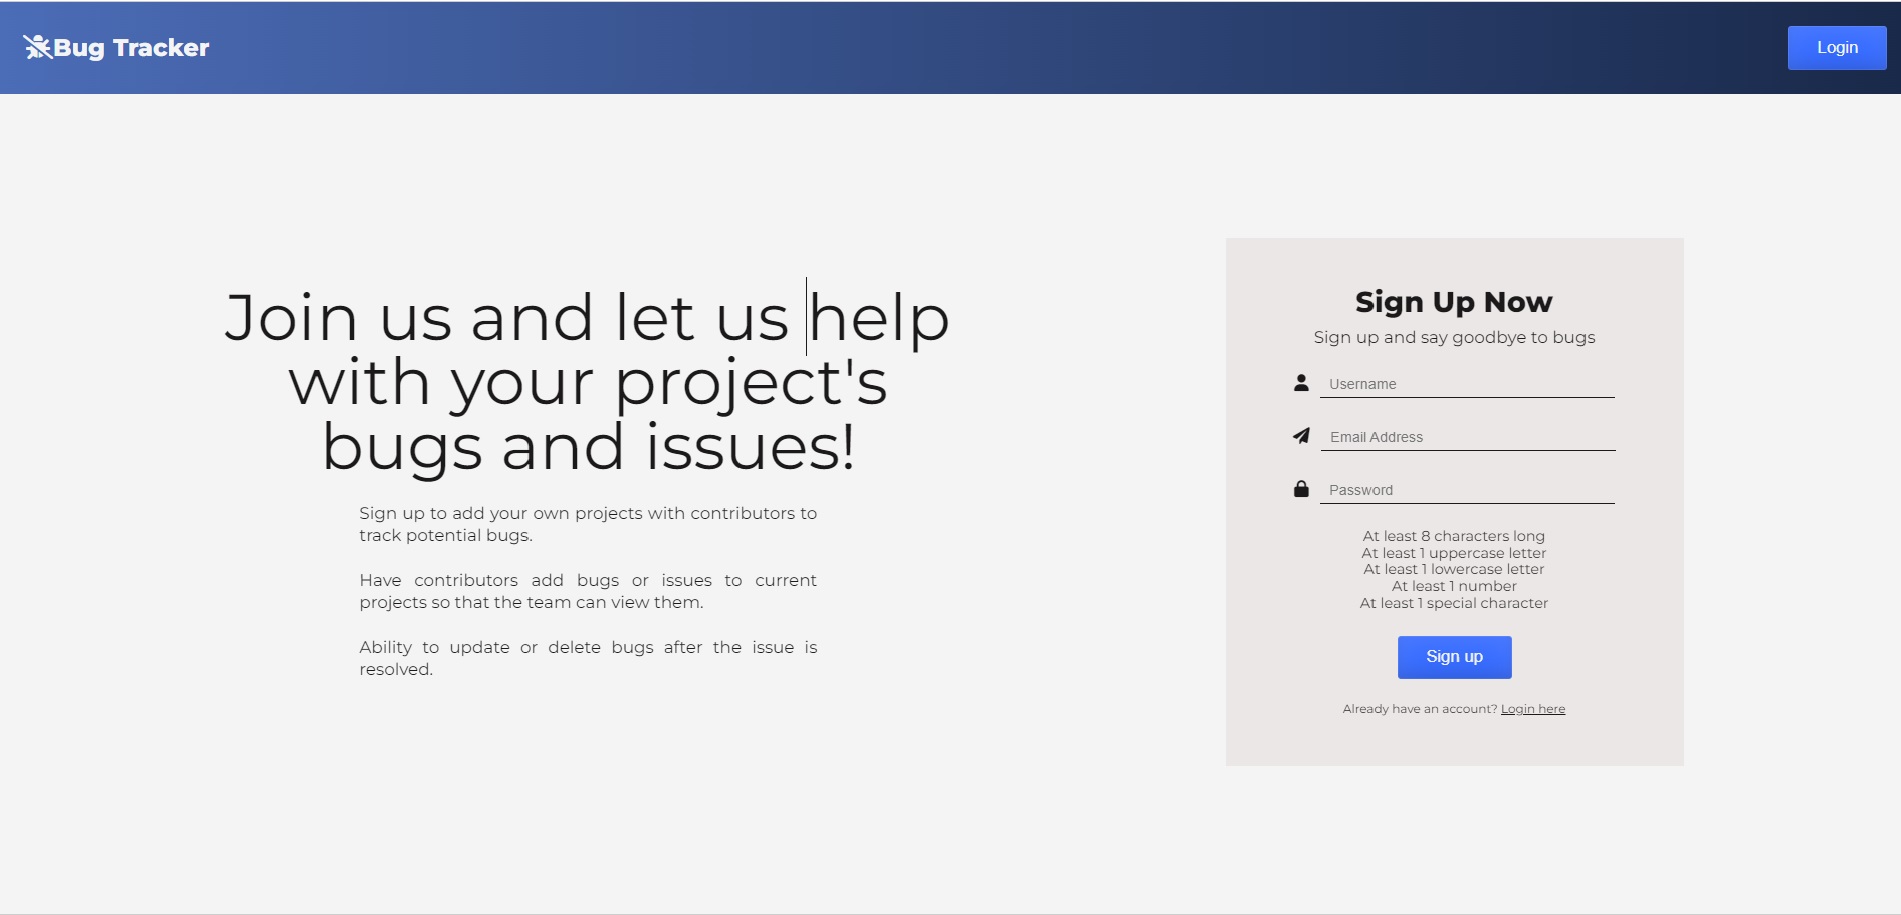 Bug Tracker
Login
Join us and let us help
with your project's
bugs and issues!
Sign up to add your own projects with contributors to
track potential bugs.
Have contributors add bugs or issues to current
projects so that the team can view them.
Ability to update or delete bugs after the issue is
resolved.
Sign Up Now
Sign up and say goodbye to bugs
Username
Email Address
Password
At least 8 characters long
At least 1 uppercase letter
At least 1 lowercase letter
At least 1 number
At least 1 special character
Sign up
Already have an account? Login here